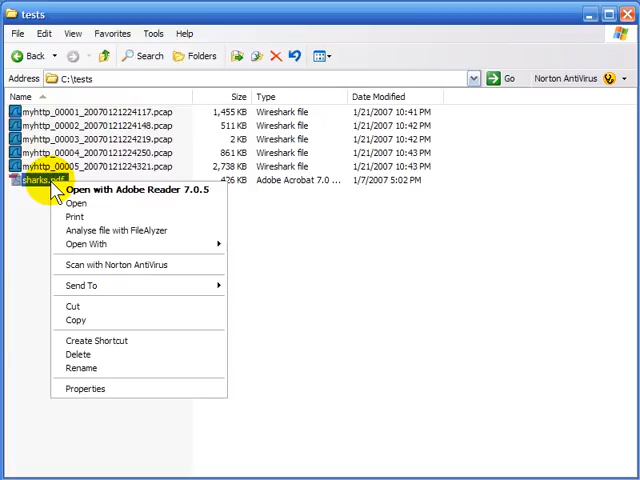 tests
File Edit View Favorites Tools Help
Back Search Folders
Address C:\tests Go Norton AntiVirus
Name Size Type Date Modified
myhttp_00001_20070121224117.pcap 1,455 KB Wireshark file 1/21/2007 10:41 PM
myhttp_00002_20070121224148.pcap 511 KB Wireshark file 1/21/2007 10:42 PM
myhttp_00003_20070121224219.pcap 2 KB Wireshark file 1/21/2007 10:42 PM
myhttp_00004_20070121224250.pcap 861 KB Wireshark file 1/21/2007 10:43 PM
myhttp_00005_20070121224321.pcap 2,738 KB Wireshark file 1/21/2007 10:43 PM
sharks.pdf 426 KB Adobe Acrobat 7.0 ... 1/7/2007 5:02 PM
Open with Adobe Reader 7.0.5
Open
Print
Analyse file with FileAlyzer
Open With
Scan with Norton AntiVirus
Send To
Cut
Copy
Create Shortcut
Delete
Rename
Properties